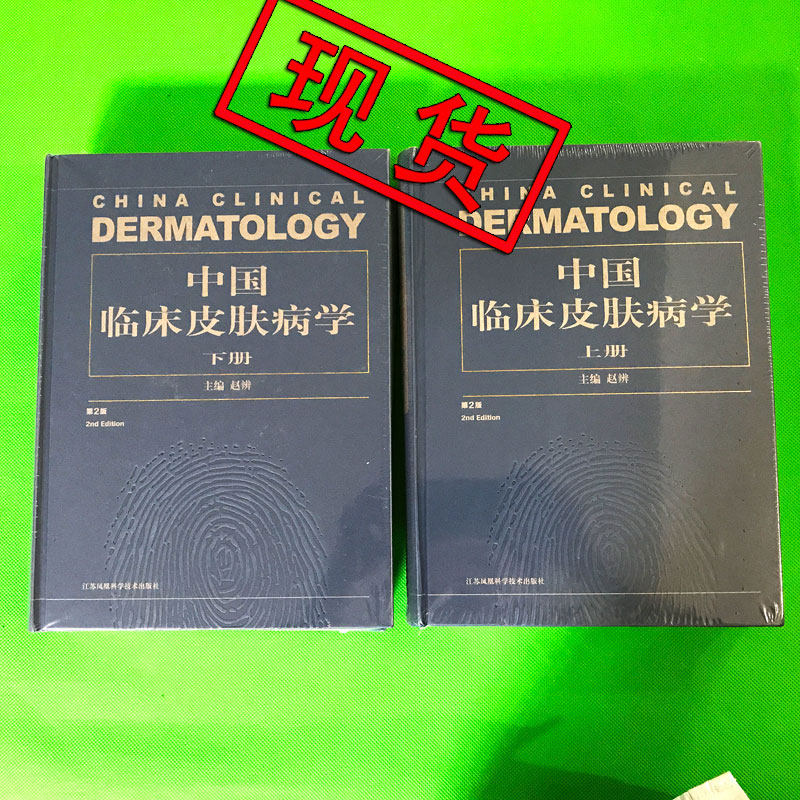 现货
CHINA CLINICAL
DERMATOLOGY
中国
临床皮肤病学
下册
主编 赵辨
第2版
2nd Edition
江苏凤凰科学技术出版社
CHINA CLINICAL
DERMATOLOGY
中国
临床皮肤病学
上册
主编 赵辨
第2版
2nd Edition
江苏凤凰科学技术出版社